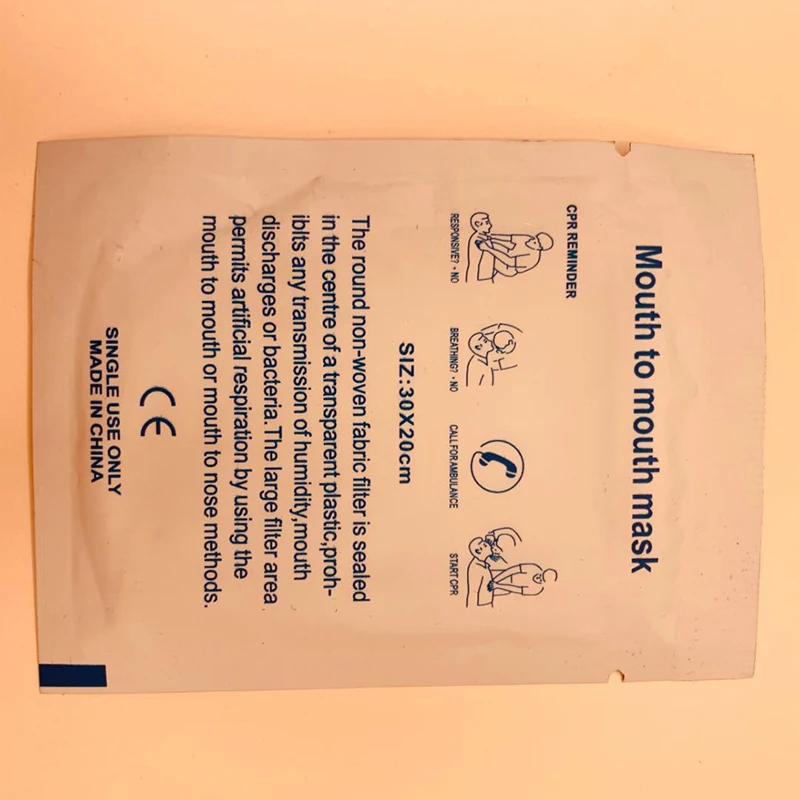 Mouth to mouth mask
CPR REMINDER
RESPONSIVE? - NO
BREATHING? - NO
CALL FOR AMBULANCE
START CPR
SIZ:30X20cm
The round non-woven fabric filter is sealed
in the centre of a transparent plastic,proh-
iblts any transmission of humidity,mouth
discharges or bacteria.The large filter area
permits artificial respiration by using the
mouth to mouth or mouth to nose methods.
CE
SINGLE USE ONLY
MADE IN CHINA